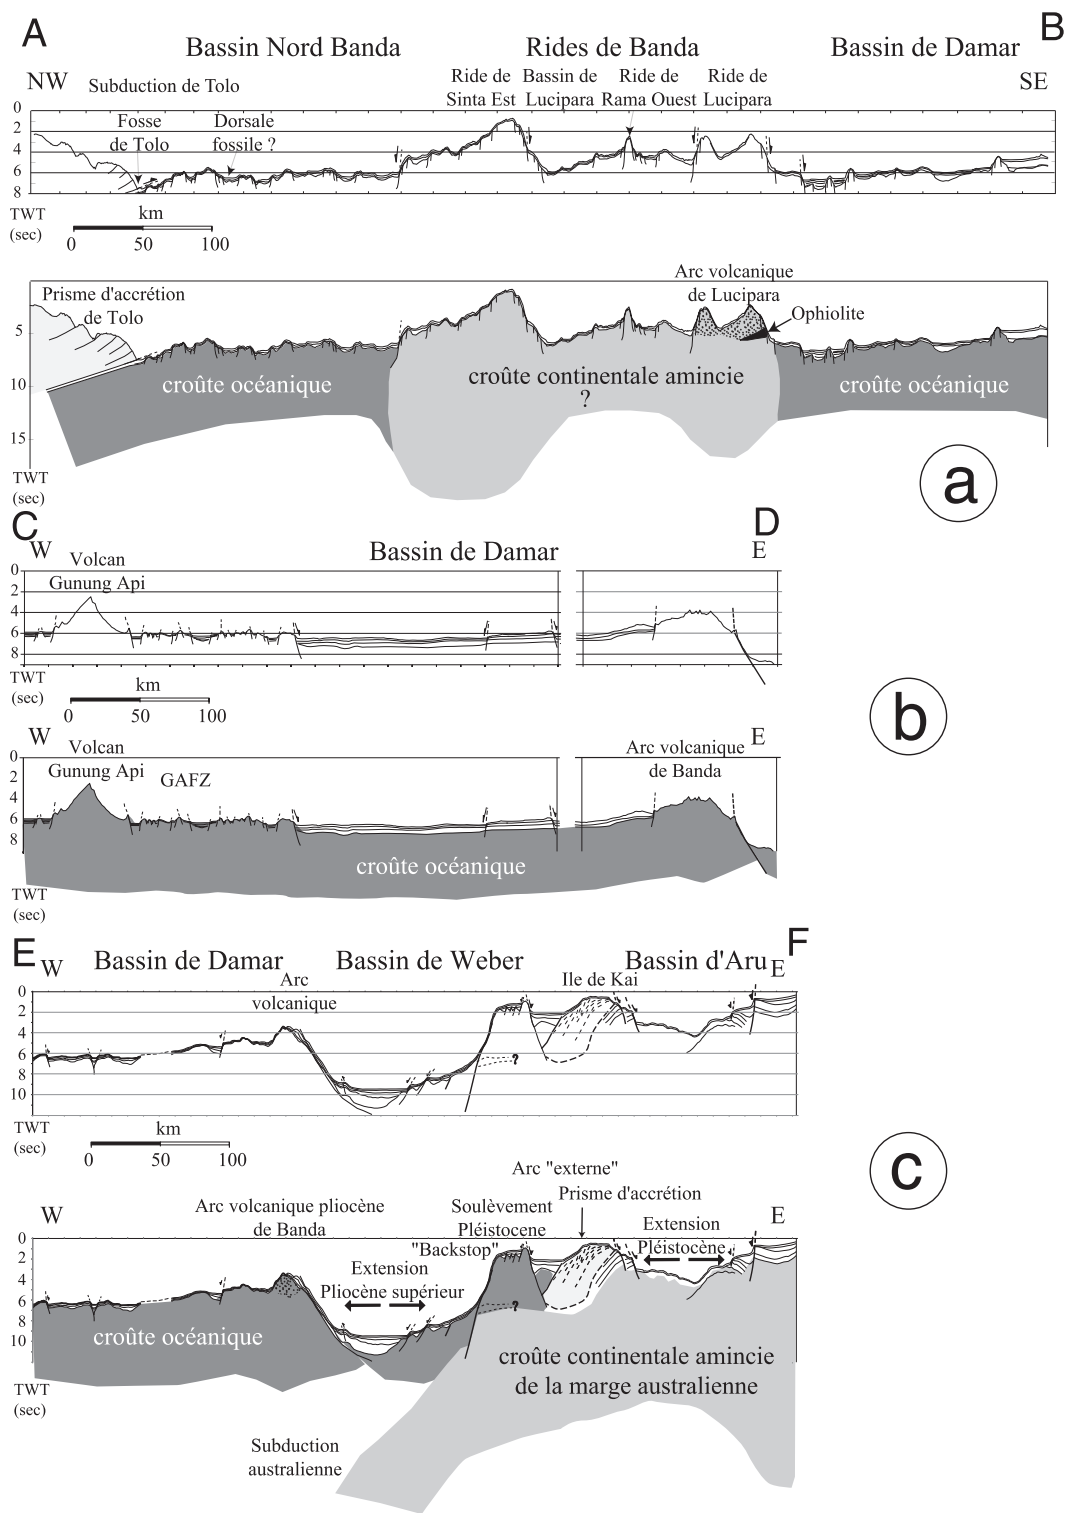 A
B
Bassin Nord Banda
Rides de Banda
Bassin de Damar
NW
SE
Subduction de Tolo
Ride de
Sinta Est
Bassin de
Lucipara
Ride de
Rama Ouest
Ride de
Lucipara
Fosse
de Tolo
Dorsale
fossile ?
0
2
4
6
8
TWT
(sec)
km
0 50 100
Prisme d'accrétion
de Tolo
Arc volcanique
de Lucipara
Ophiolite
5
10
15
TWT
(sec)
croûte océanique
croûte continentale amincie
?
croûte océanique
a
C
D
W
E
Volcan
Gunung Api
Bassin de Damar
0
2
4
6
8
TWT
(sec)
km
0 50 100
b
W
E
Volcan
Gunung Api
GAFZ
Arc volcanique
de Banda
0
2
4
6
8
croûte océanique
TWT
(sec)
E
F
W
E
Bassin de Damar
Bassin de Weber
Bassin d'Aru
Arc
volcanique
Ile de Kai
0
2
4
6
8
10
?
TWT
(sec)
km
0 50 100
c
Arc "externe"
W
E
Arc volcanique pliocène
de Banda
Soulèvement
Pléistocene
"Backstop"
Prisme d'accrétion
Extension
Pléistocène
Extension
Pliocène supérieur
0
2
4
6
8
10
?
croûte océanique
croûte continentale amincie
de la marge australienne
TWT
(sec)
Subduction
australienne